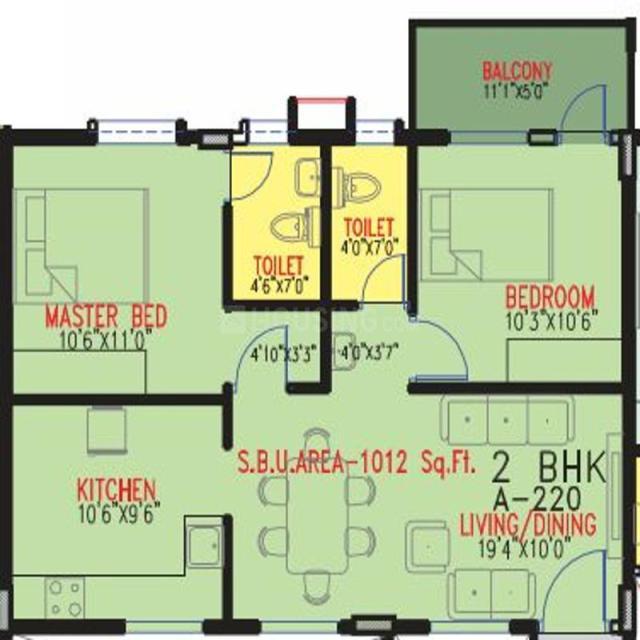 BALCONY
11'1"X5'0"
TOILET
4'0"X7'0"
TOILET
4'6"X7'0"
MASTER BED
10'6"X11'0"
BEDROOM
10'3"X10'6"
HOUSING.COM
4'10"X3'3"
4'0"X3'7"
S.B.U.AREA-1012 Sq.Ft.
2 BHK
A-220
KITCHEN
10'6"X9'6"
LIVING/DINING
19'4"X10'0"